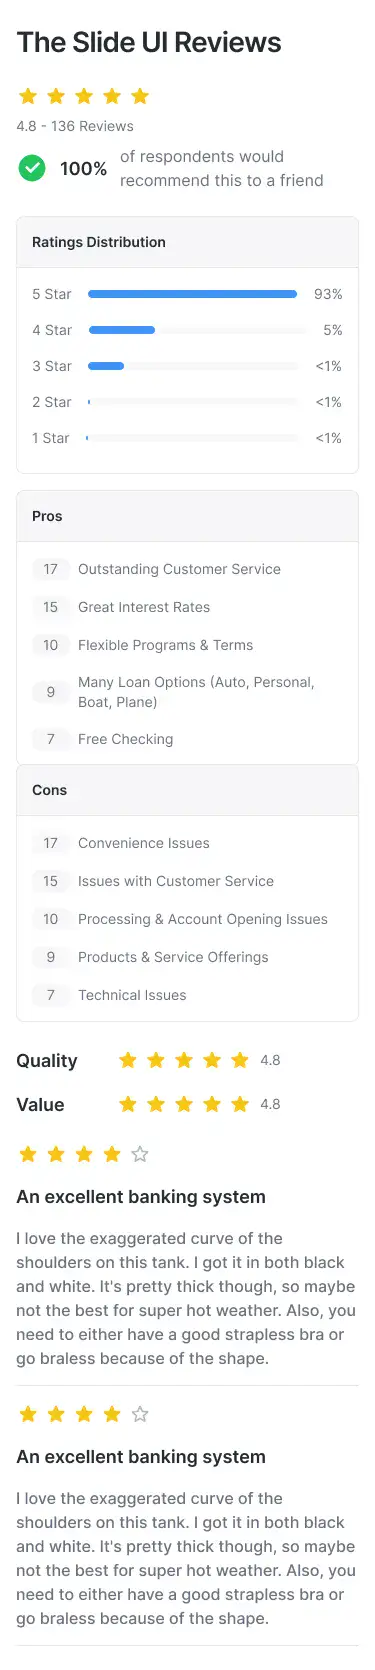 The Slide UI Reviews
4.8 - 136 Reviews
100%
of respondents would
recommend this to a friend
Ratings Distribution
5 Star 93%
4 Star 5%
3 Star <1%
2 Star <1%
1 Star <1%
Pros
17 Outstanding Customer Service
15 Great Interest Rates
10 Flexible Programs & Terms
9 Many Loan Options (Auto, Personal,
Boat, Plane)
7 Free Checking
Cons
17 Convenience Issues
15 Issues with Customer Service
10 Processing & Account Opening Issues
9 Products & Service Offerings
7 Technical Issues
Quality 4.8
Value 4.8
An excellent banking system
I love the exaggerated curve of the
shoulders on this tank. I got it in both black
and white. It's pretty thick though, so maybe
not the best for super hot weather. Also, you
need to either have a good strapless bra or
go braless because of the shape.
An excellent banking system
I love the exaggerated curve of the
shoulders on this tank. I got it in both black
and white. It's pretty thick though, so maybe
not the best for super hot weather. Also, you
need to either have a good strapless bra or
go braless because of the shape.